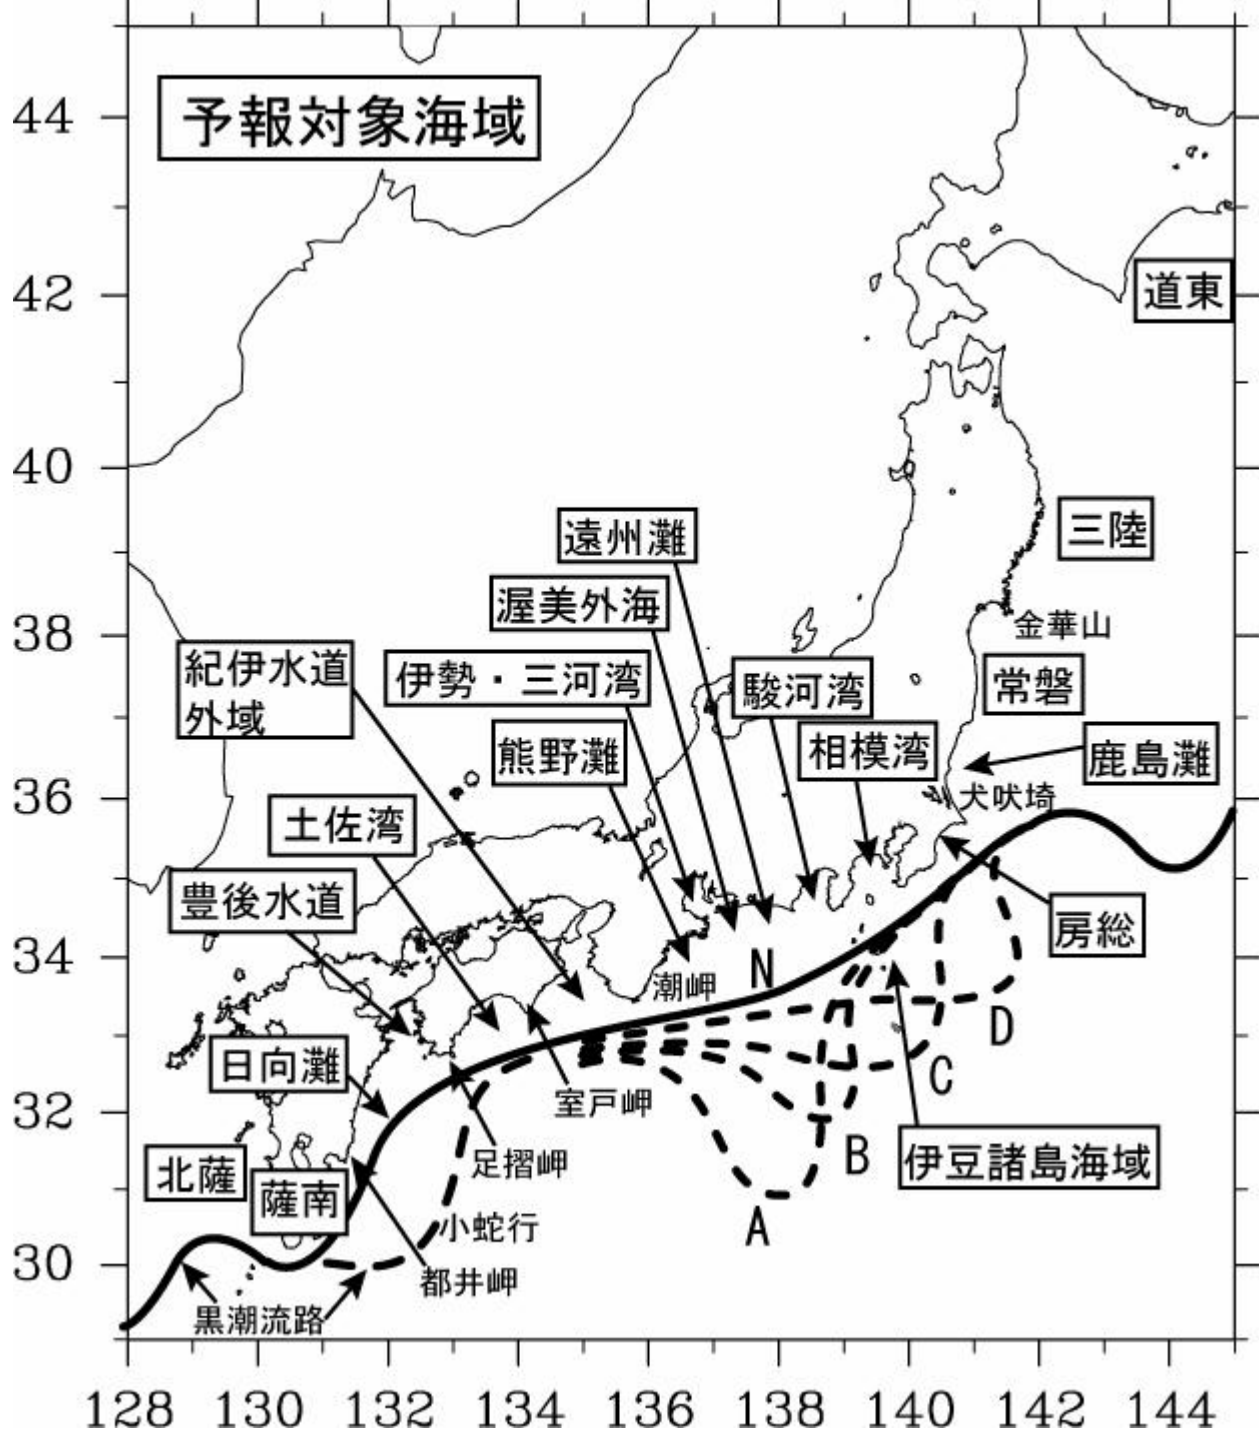 予報対象海域
44
42
40
38
36
34
32
30
道東
三陸
遠州灘
渥美外海
金華山
紀伊水道
外域
伊勢・三河湾
駿河湾
常磐
熊野灘
相模湾
鹿島灘
犬吠埼
土佐湾
豊後水道
房総
潮岬
N
D
日向灘
室戸岬
C
足摺岬
B
伊豆諸島海域
北薩
薩南
小蛇行
A
都井岬
黒潮流路
128 130 132 134 136 138 140 142 144